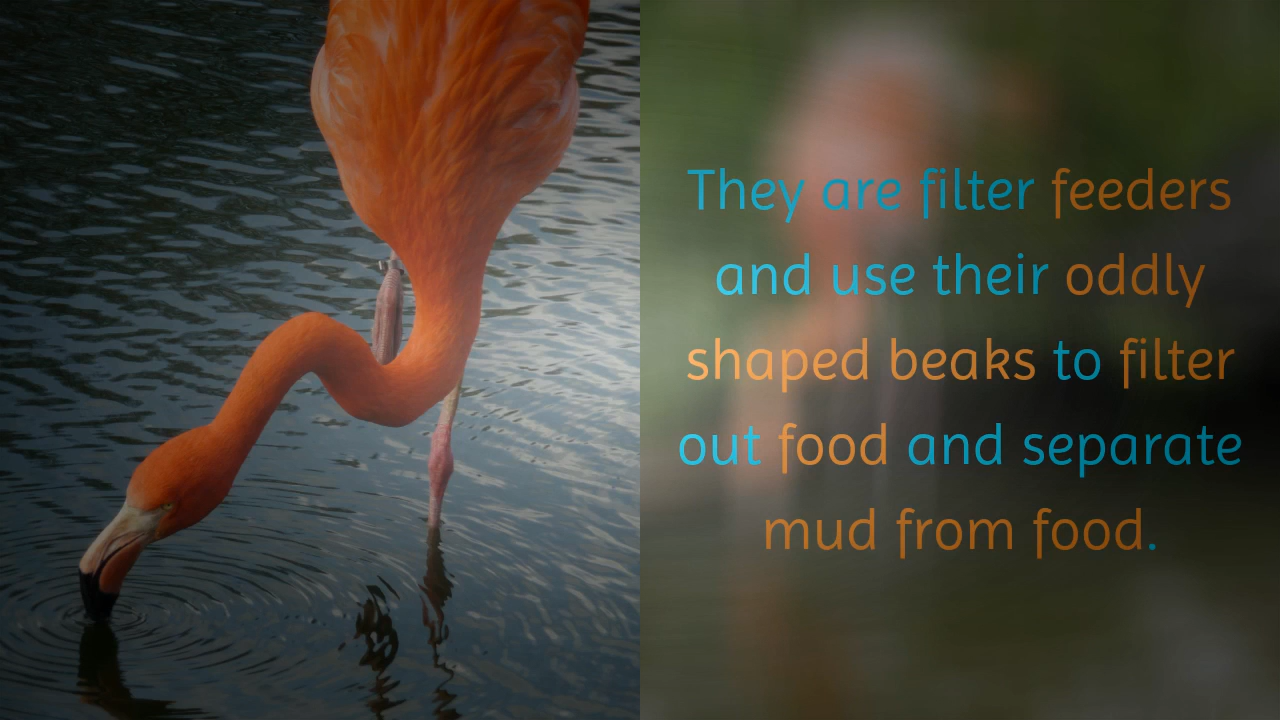 They are filter feeders
and use their oddly
shaped beaks to filter
out food and separate
mud from food.